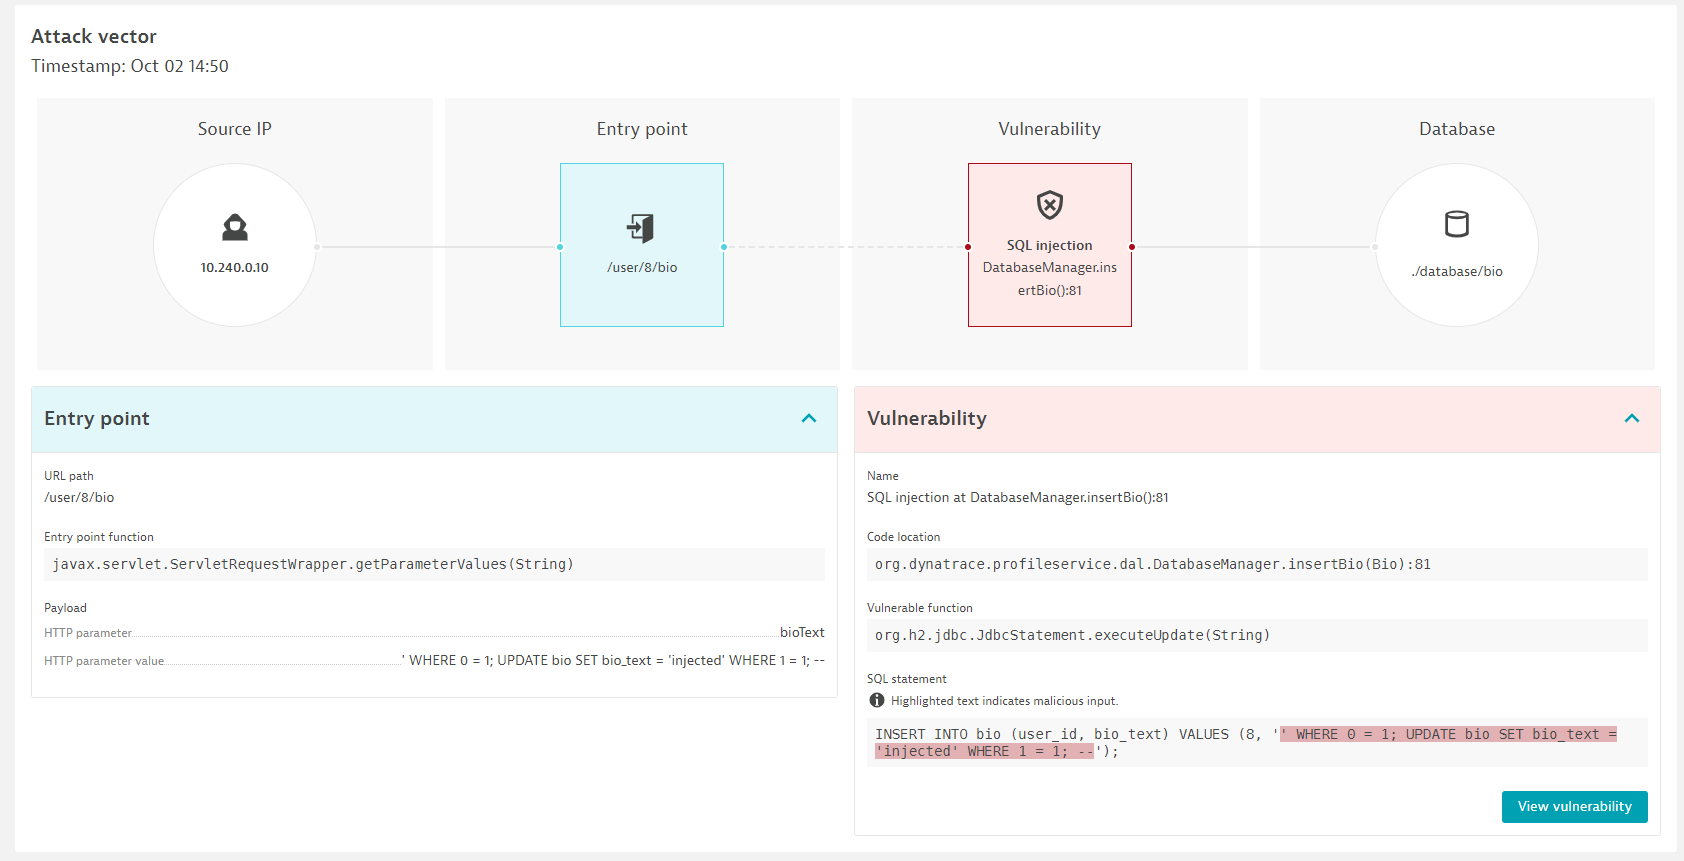 Attack vector
Timestamp: Oct 02 14:50
Source IP
Entry point
Vulnerability
Database
10.240.0.10
/user/8/bio
SQL injection
DatabaseManager.ins
ertBio():81
./database/bio
Entry point
URL path
/user/8/bio
Entry point function
javax.servlet.ServletRequestWrapper.getParameterValues(String)
Payload
HTTP parameter bioText
HTTP parameter value ' WHERE 0 = 1; UPDATE bio SET bio_text = 'injected' WHERE 1 = 1; --
Vulnerability
Name
SQL injection at DatabaseManager.insertBio():81
Code location
org.dynatrace.profileservice.dal.DatabaseManager.insertBio(Bio):81
Vulnerable function
org.h2.jdbc.JdbcStatement.executeUpdate(String)
SQL statement
Highlighted text indicates malicious input.
INSERT INTO bio (user_id, bio_text) VALUES (8, '' WHERE 0 = 1; UPDATE bio SET bio_text =
'injected' WHERE 1 = 1; --');
View vulnerability